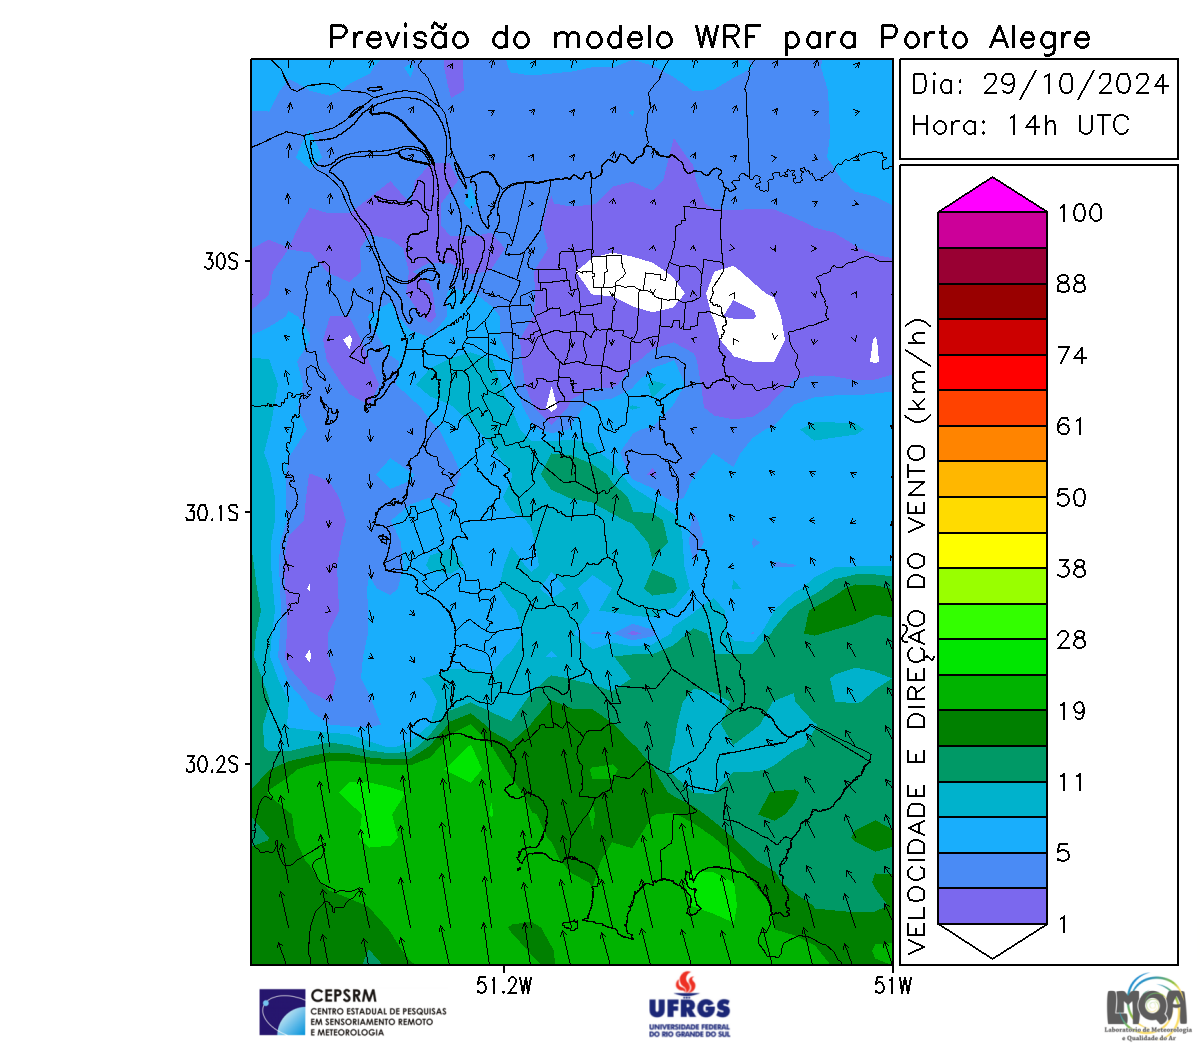 Previsão do modelo WRF para Porto Alegre
Dia: 29/10/2024
Hora: 14h UTC
VELOCIDADE E DIREÇÃO DO VENTO (km/h)
100
88
74
61
50
38
28
19
11
5
1
30S
30.1S
30.2S
51.2W
51W
CEPSRM
CENTRO ESTADUAL DE PESQUISAS
EM SENSORIAMENTO REMOTO
E METEOROLOGIA
UFRGS
UNIVERSIDADE FEDERAL
DO RIO GRANDE DO SUL
LMQA
Laboratório de Meteorologia
e Qualidade do Ar